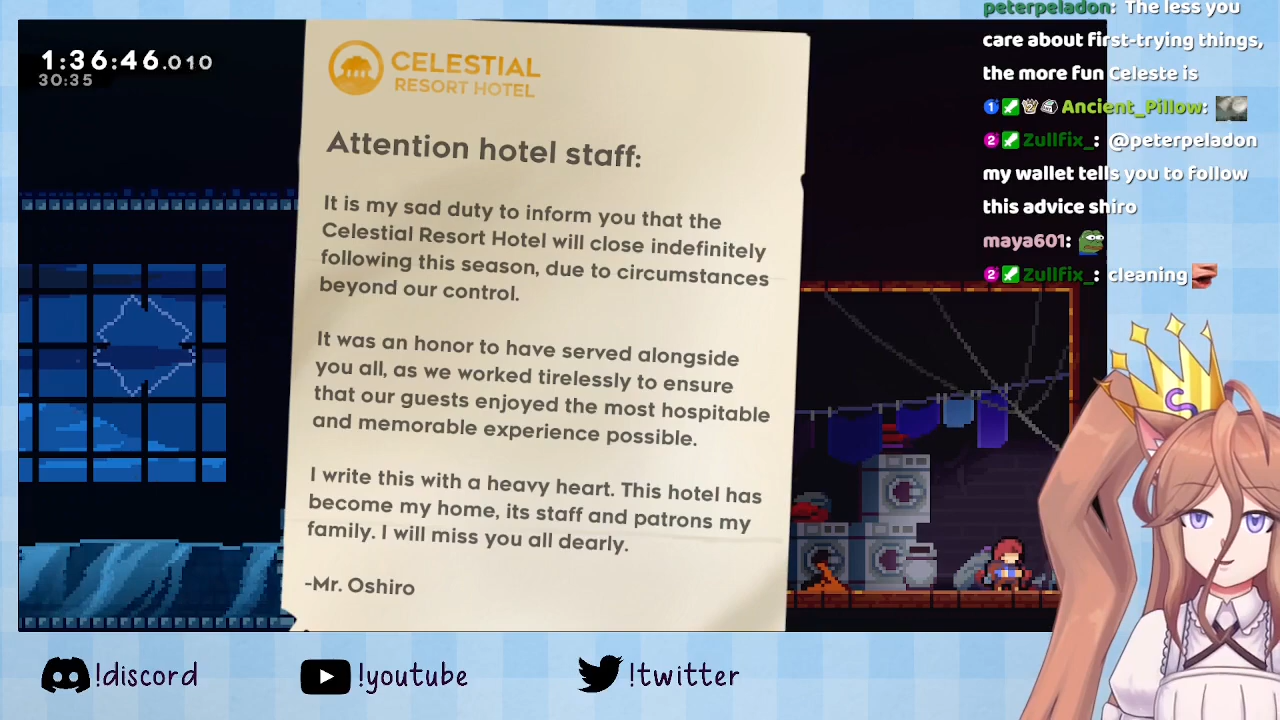 1:36:46.010
30:35
CELESTIAL
RESORT HOTEL
Attention hotel staff:
It is my sad duty to inform you that the
Celestial Resort Hotel will close indefinitely
following this season, due to circumstances
beyond our control.
It was an honor to have served alongside
you all, as we worked tirelessly to ensure
that our guests enjoyed the most hospitable
and memorable experience possible.
I write this with a heavy heart. This hotel has
become my home, its staff and patrons my
family. I will miss you all dearly.
-Mr. Oshiro
peterpeladon: The less you
care about first-trying things,
the more fun Celeste is
1 Ancient_Pillow:
2 Zullfix_: @peterpeladon
my wallet tells you to follow
this advice shiro
maya601:
2 Zullfix_: cleaning
S
!discord
!youtube
!twitter